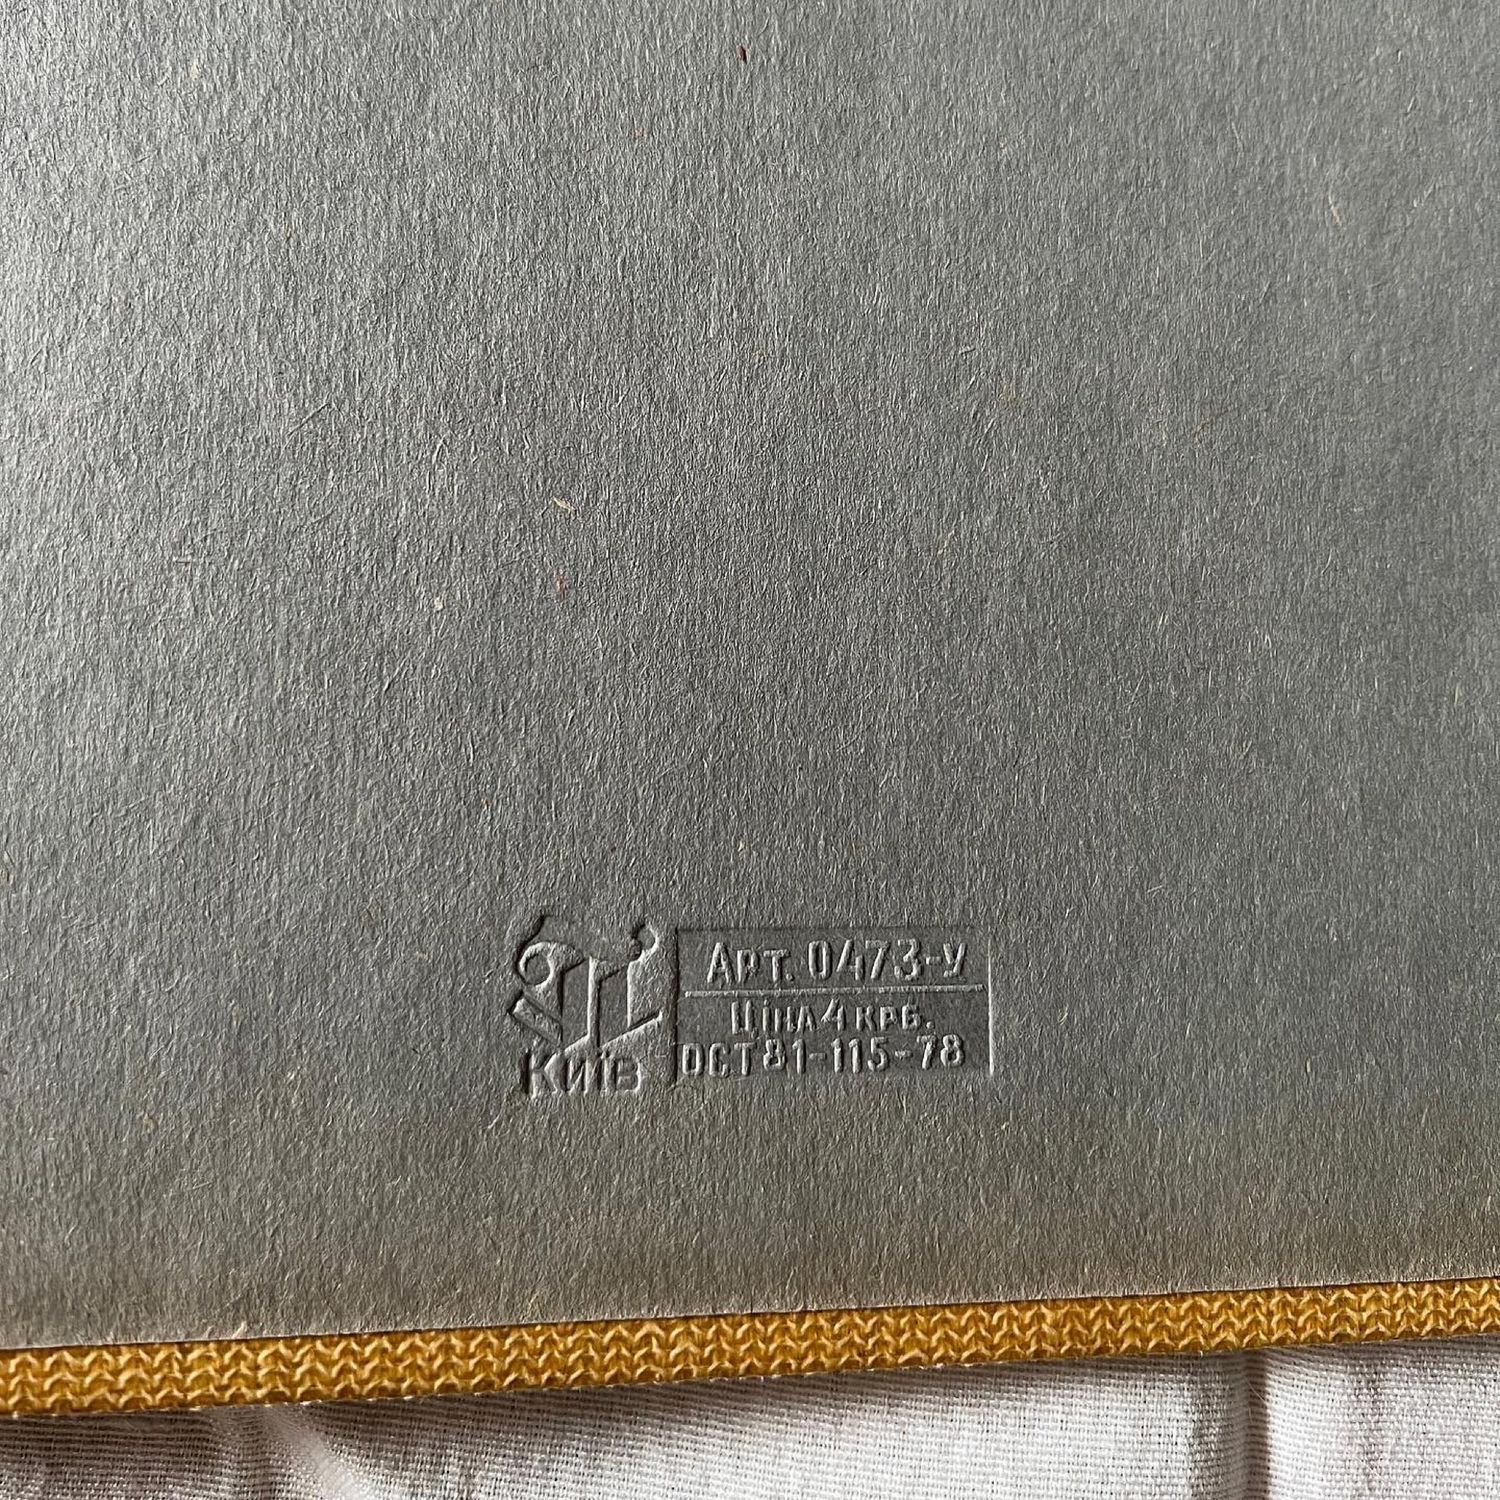 Київ
Арт. 0473-У
Ціна 4 крб.
ОСТ 81-115-78